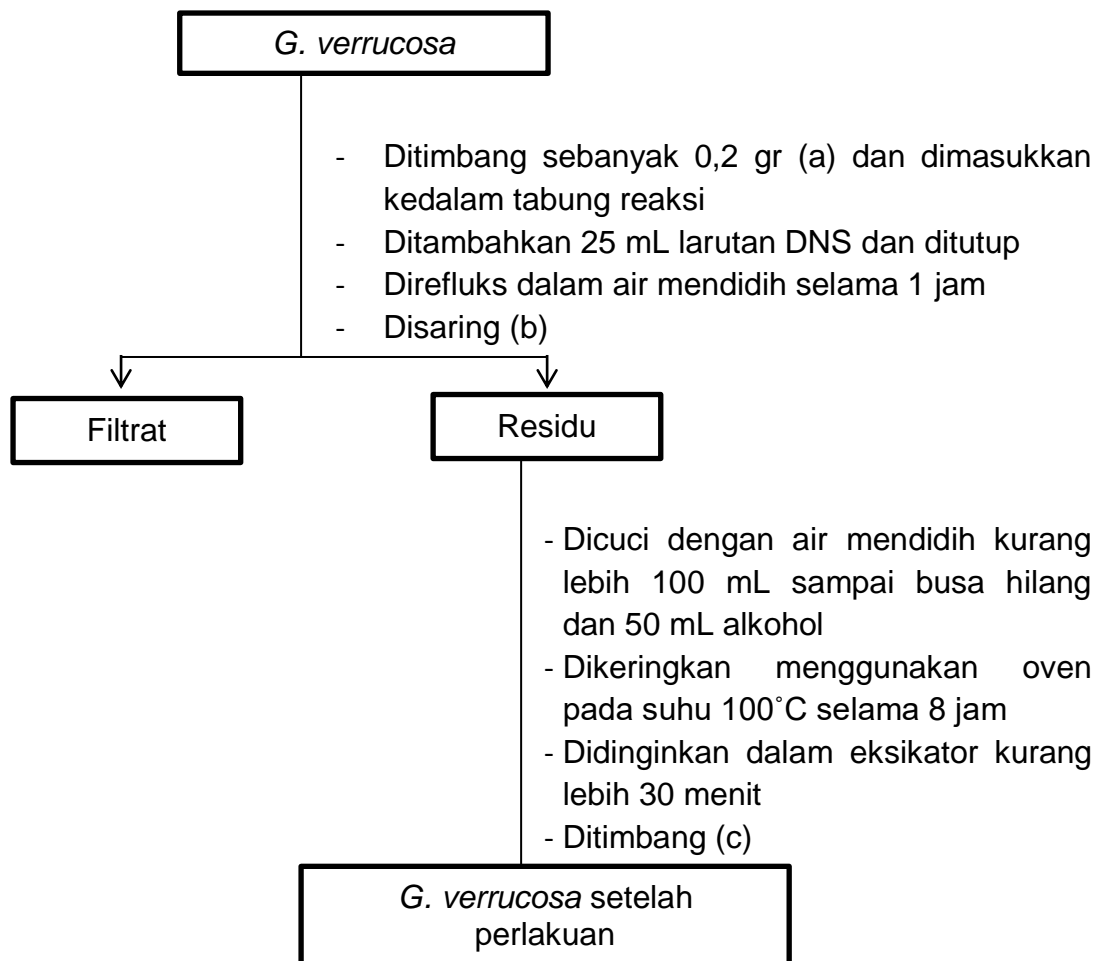 G. verrucosa
- Ditimbang sebanyak 0,2 gr (a) dan dimasukkan
kedalam tabung reaksi
- Ditambahkan 25 mL larutan DNS dan ditutup
- Direfluks dalam air mendidih selama 1 jam
- Disaring (b)
Filtrat
Residu
- Dicuci dengan air mendidih kurang
lebih 100 mL sampai busa hilang
dan 50 mL alkohol
- Dikeringkan menggunakan oven
pada suhu 100˚C selama 8 jam
- Didinginkan dalam eksikator kurang
lebih 30 menit
- Ditimbang (c)
G. verrucosa setelah
perlakuan